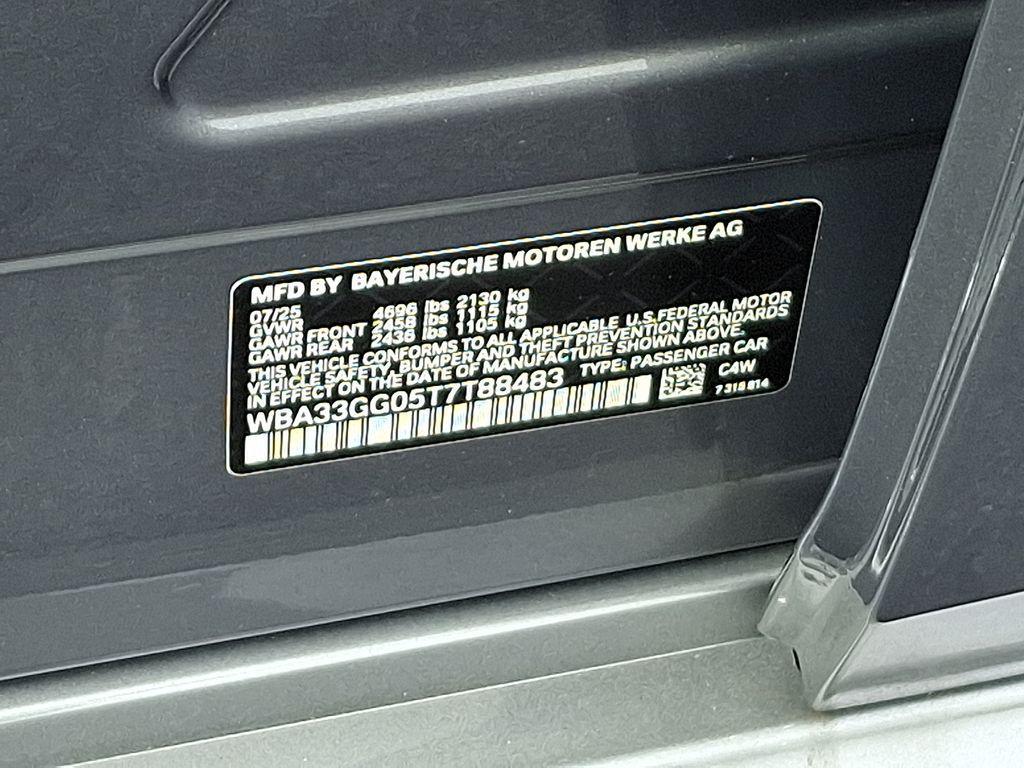 MFD BY BAYERISCHE MOTOREN WERKE AG
07/25
GVWR 4696 lbs 2130 kg
GAWR FRONT 2458 lbs 1115 kg
GAWR REAR 2436 lbs 1105 kg
THIS VEHICLE CONFORMS TO ALL APPLICABLE U.S. FEDERAL MOTOR
VEHICLE SAFETY, BUMPER AND THEFT PREVENTION STANDARDS
IN EFFECT ON THE DATE OF MANUFACTURE SHOWN ABOVE.
WBA33GG05T7T88483 TYPE: PASSENGER CAR
C4W
7 318 814